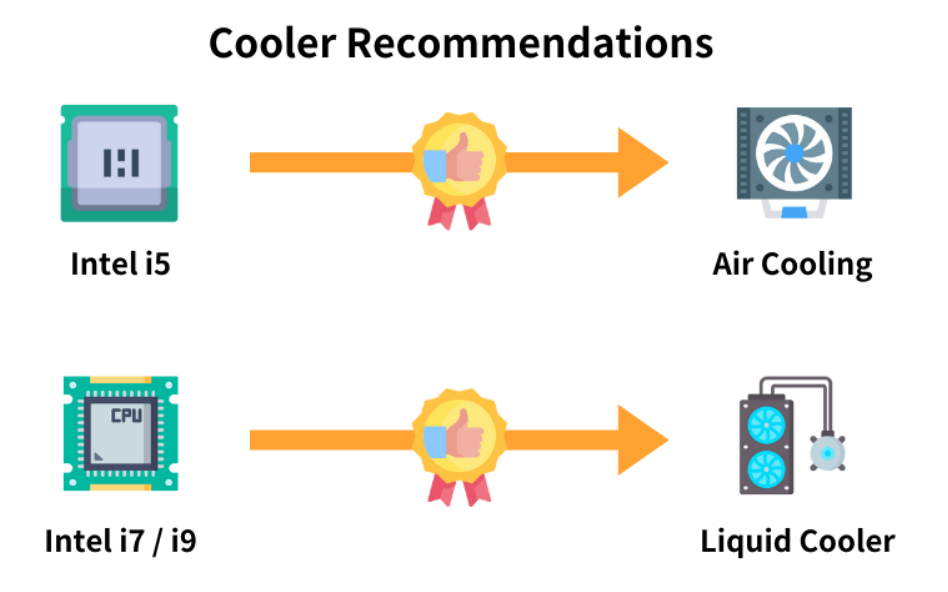 Cooler Recommendations
Intel i5
Air Cooling
CPU
Intel i7 / i9
Liquid Cooler